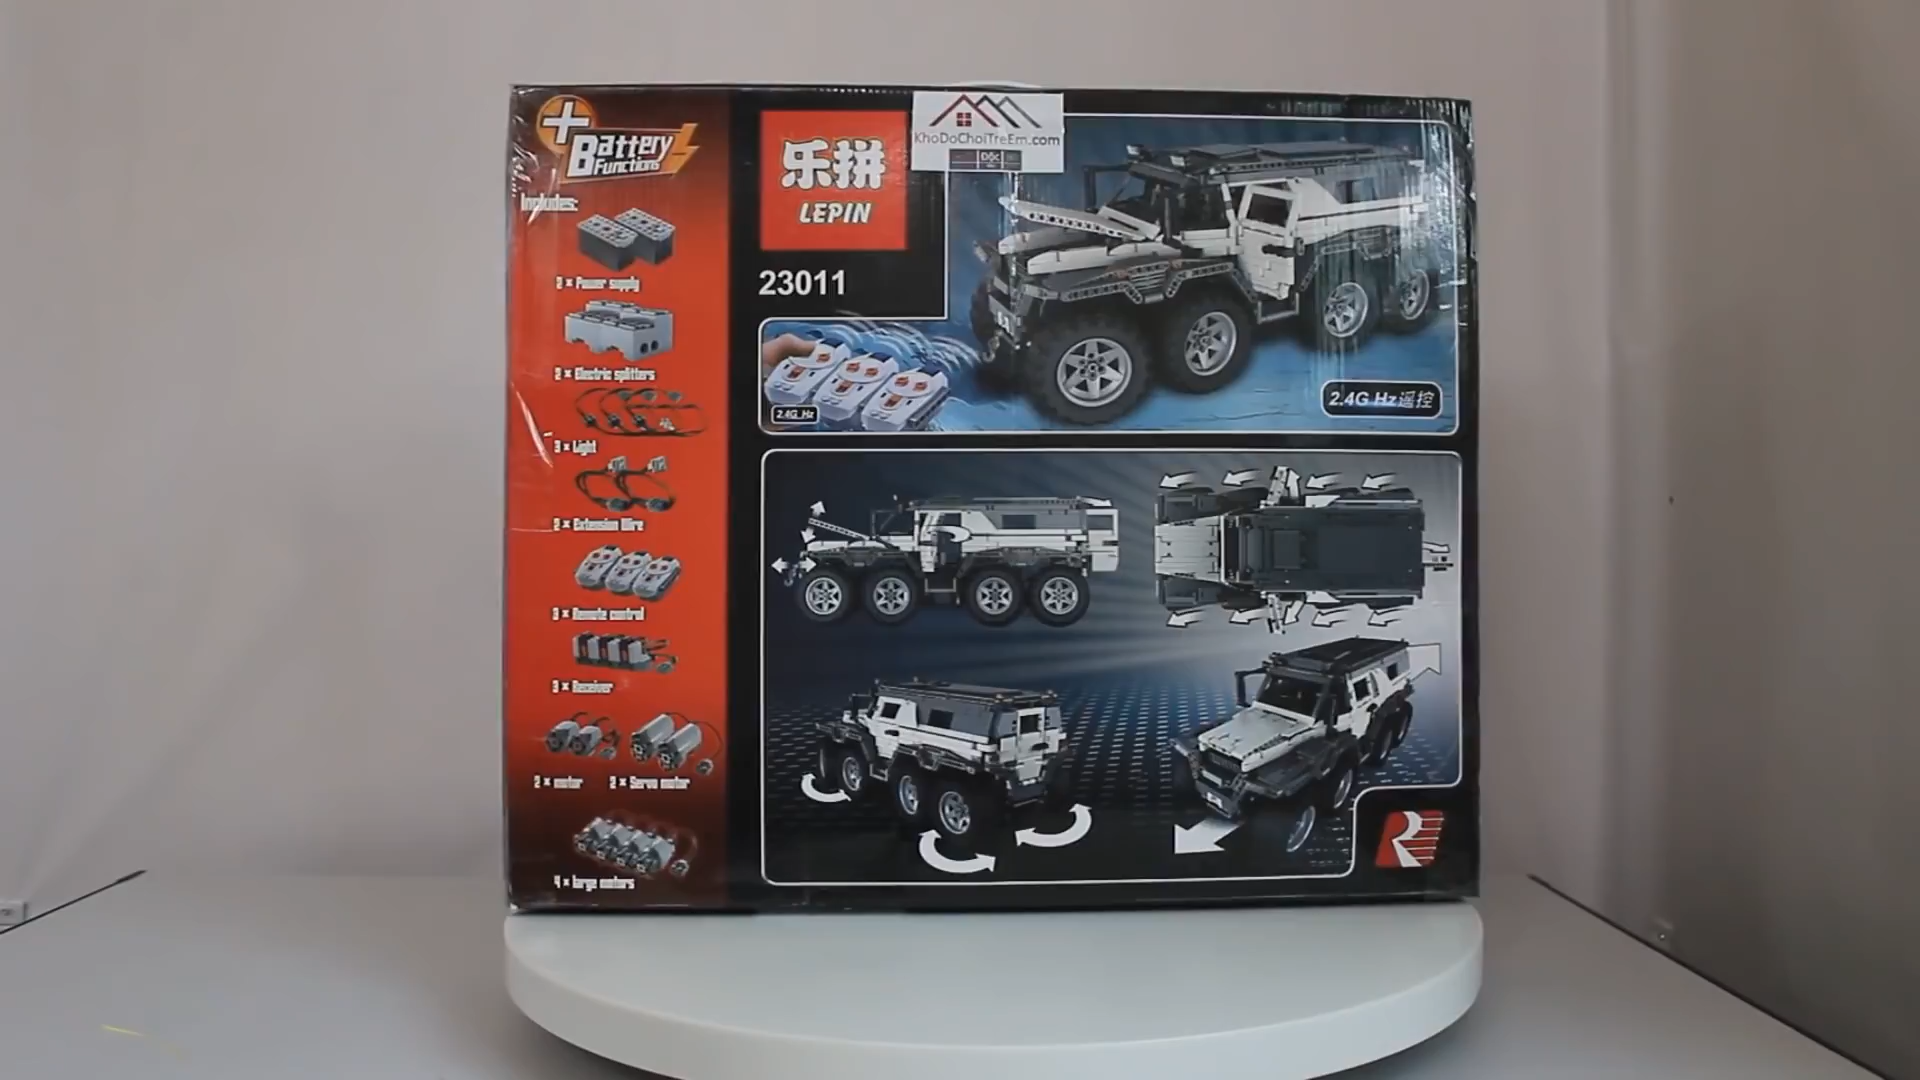 +Battery
Functions
Includes:
2 × Power supply
2 × Electric splitters
3 × Light
2 × Extension Wire
3 × Remote control
3 × Receiver
2 × motor 2 × Servo motor
4 × large motors
乐拼
LEPIN
23011
KhoDoChoiTreEm.com
Độc
2.4G Hz
2.4G Hz遥控